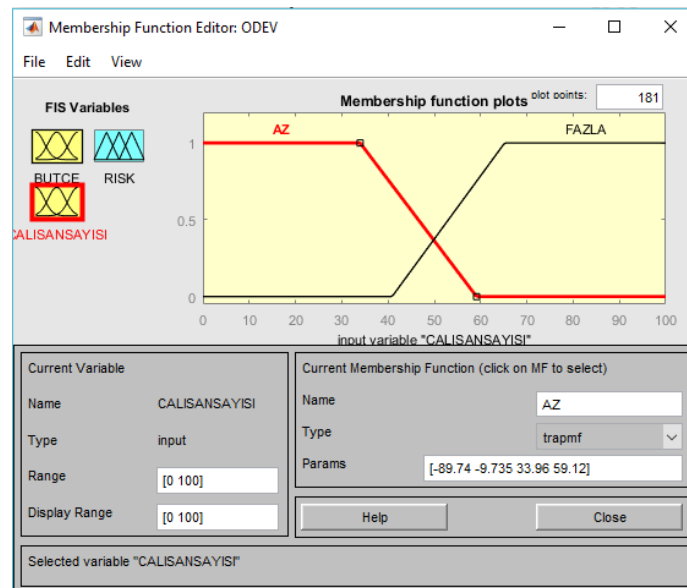 Membership Function Editor: ODEV
File Edit View
FIS Variables
BUTCE RISK
CALISANSAYISI
Membership function plots
plot points: 181
AZ FAZLA
1
0.5
0
0 10 20 30 40 50 60 70 80 90 100
input variable "CALISANSAYISI"
Current Variable
Name CALISANSAYISI
Type input
Range [0 100]
Display Range [0 100]
Current Membership Function (click on MF to select)
Name AZ
Type trapmf
Params [-89.74 -9.735 33.96 59.12]
Help Close
Selected variable "CALISANSAYISI"